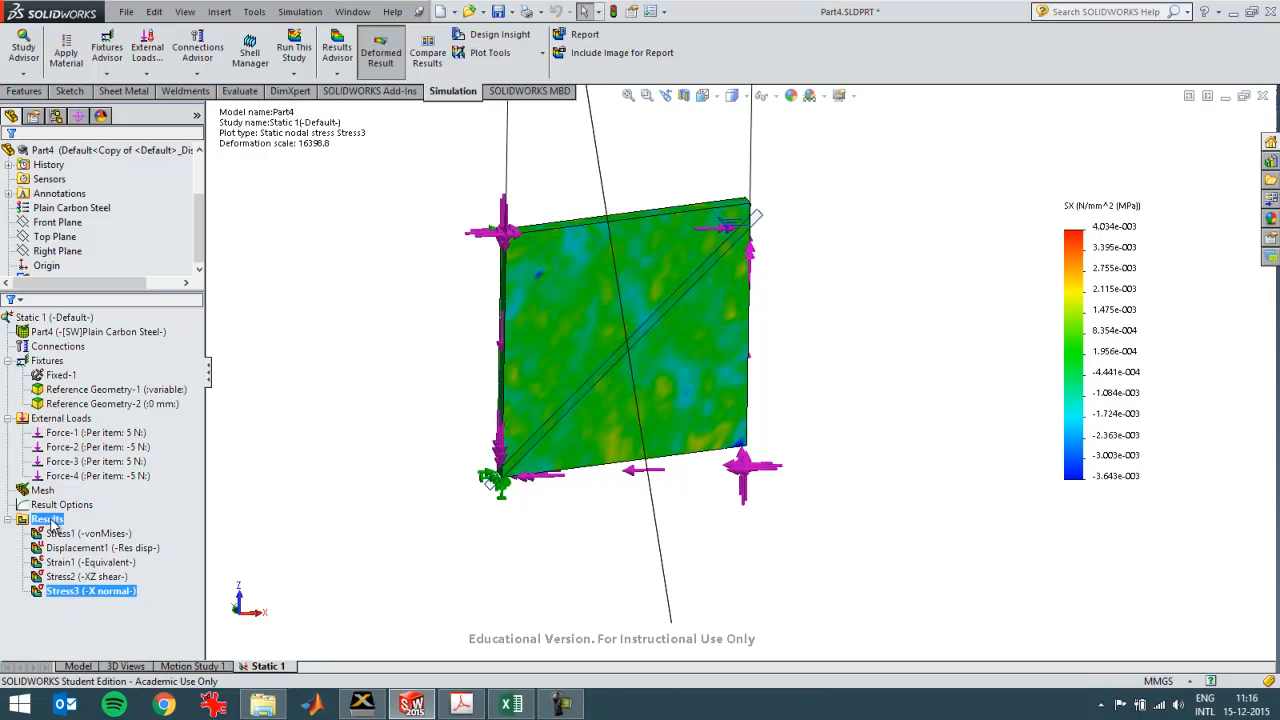 SOLIDWORKS File Edit View Insert Tools Simulation Window Help Part4.SLDPRT * Search SOLIDWORKS Help
Study Advisor
Apply Material
Fixtures Advisor
External Loads...
Connections Advisor
Shell Manager
Run This Study
Results Advisor
Deformed Result
Compare Results
Design Insight
Plot Tools
Report
Include Image for Report
Features Sketch Sheet Metal Weldments Evaluate DimXpert SOLIDWORKS Add-Ins Simulation SOLIDWORKS MBD
Part4 (Default<Copy of <Default>_Dis
History
Sensors
Annotations
Plain Carbon Steel
Front Plane
Top Plane
Right Plane
Origin
Static 1 (-Default-)
Part4 (-[SW]Plain Carbon Steel-)
Connections
Fixtures
Fixed-1
Reference Geometry-1 (:variable:)
Reference Geometry-2 (:0 mm:)
External Loads
Force-1 (:Per item: 5 N:)
Force-2 (:Per item: -5 N:)
Force-3 (:Per item: 5 N:)
Force-4 (:Per item: -5 N:)
Mesh
Result Options
Results
Stress1 (-vonMises-)
Displacement1 (-Res disp-)
Strain1 (-Equivalent-)
Stress2 (-XZ shear-)
Stress3 (-X normal-)
Model name:Part4
Study name:Static 1(-Default-)
Plot type: Static nodal stress Stress3
Deformation scale: 16398.8
SX (N/mm^2 (MPa))
4.034e-003
3.395e-003
2.755e-003
2.115e-003
1.475e-003
8.354e-004
1.956e-004
-4.441e-004
-1.084e-003
-1.724e-003
-2.363e-003
-3.003e-003
-3.643e-003
Z
X
Educational Version. For Instructional Use Only
Model 3D Views Motion Study 1 Static 1
SOLIDWORKS Student Edition - Academic Use Only MMGS
SW 2015
ENG 11:16
INTL 15-12-2015